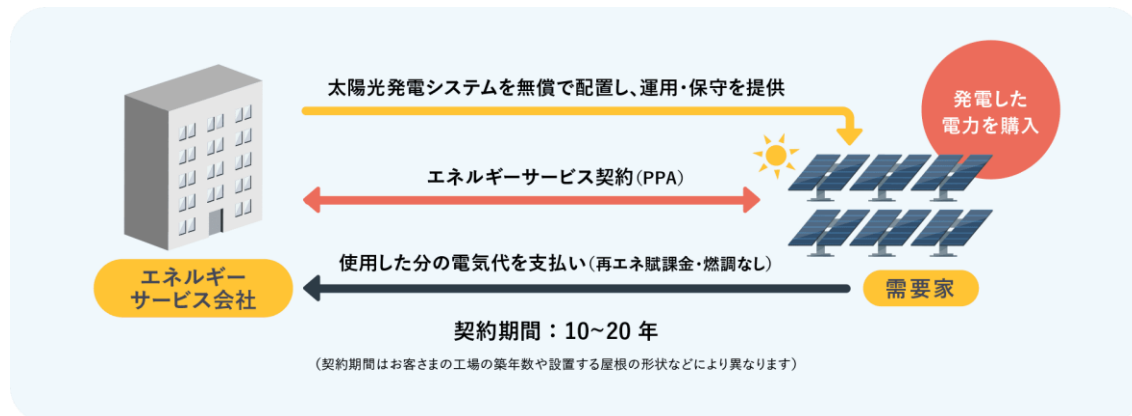 太陽光発電システムを無償で配置し、運用・保守を提供
発電した
電力を購入
エネルギーサービス契約(PPA)
使用した分の電気代を支払い(再エネ賦課金・燃調なし)
エネルギー
サービス会社
需要家
契約期間：10~20 年
(契約期間はお客さまの工場の築年数や設置する屋根の形状などにより異なります)